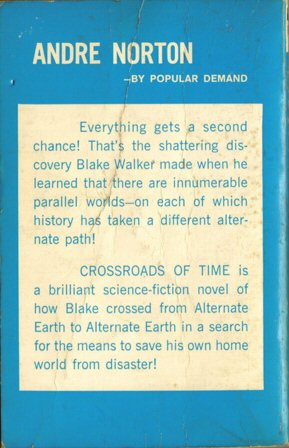 ANDRE NORTON
—BY POPULAR DEMAND
Everything gets a second
chance! That's the shattering dis-
covery Blake Walker made when he
learned that there are innumerable
parallel worlds—on each of which
history has taken a different alter-
nate path!
CROSSROADS OF TIME is
a brilliant science-fiction novel of
how Blake crossed from Alternate
Earth to Alternate Earth in a search
for the means to save his own home
world from disaster!